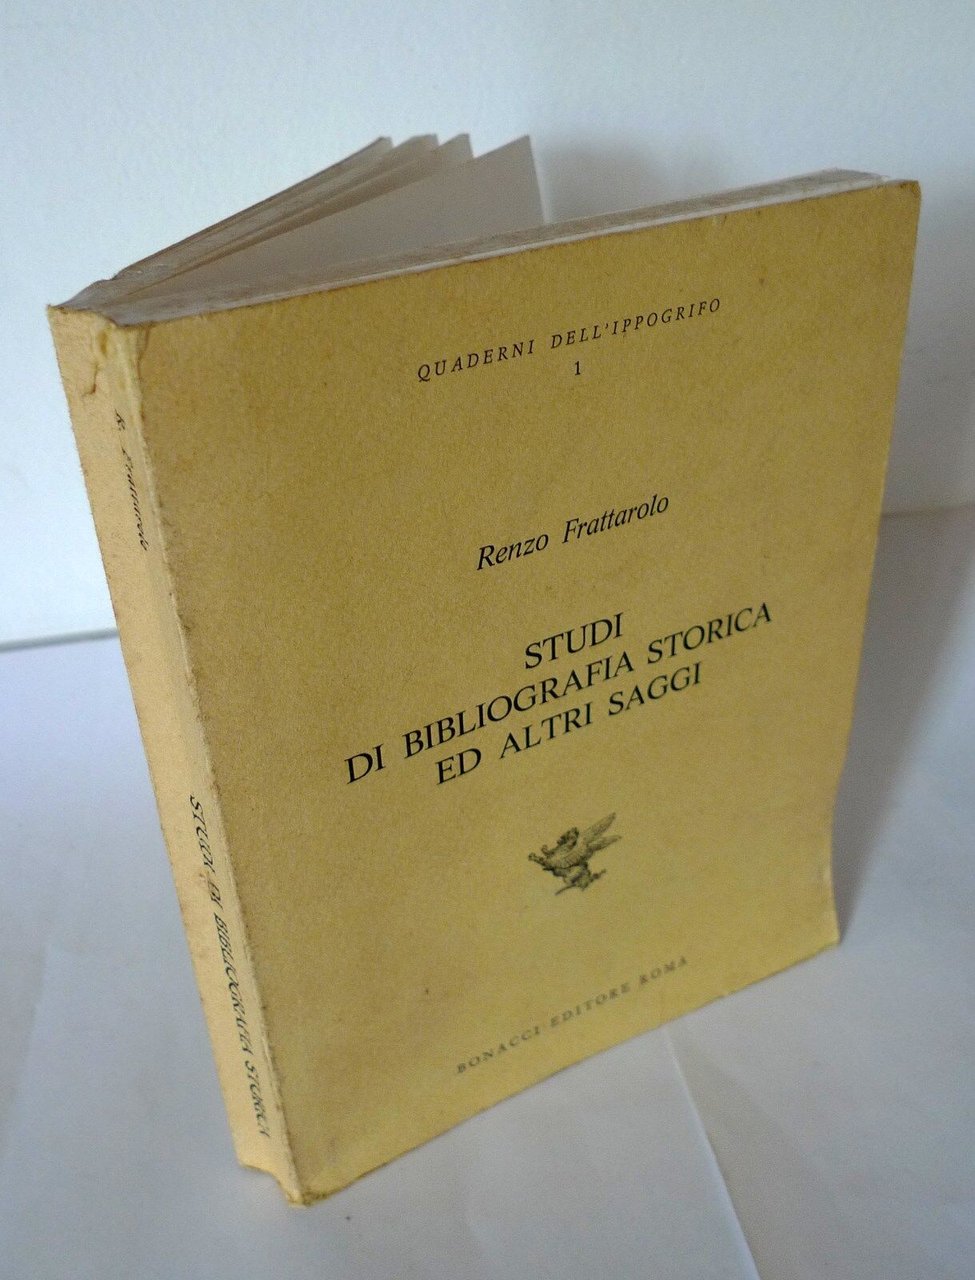 QUADERNI DELL'IPPOGRIFO
1
Renzo Frattarolo
STUDI
DI BIBLIOGRAFIA STORICA
ED ALTRI SAGGI
BONACCI EDITORE ROMA
R. Frattarolo
STUDI DI BIBLIOGRAFIA STORICA